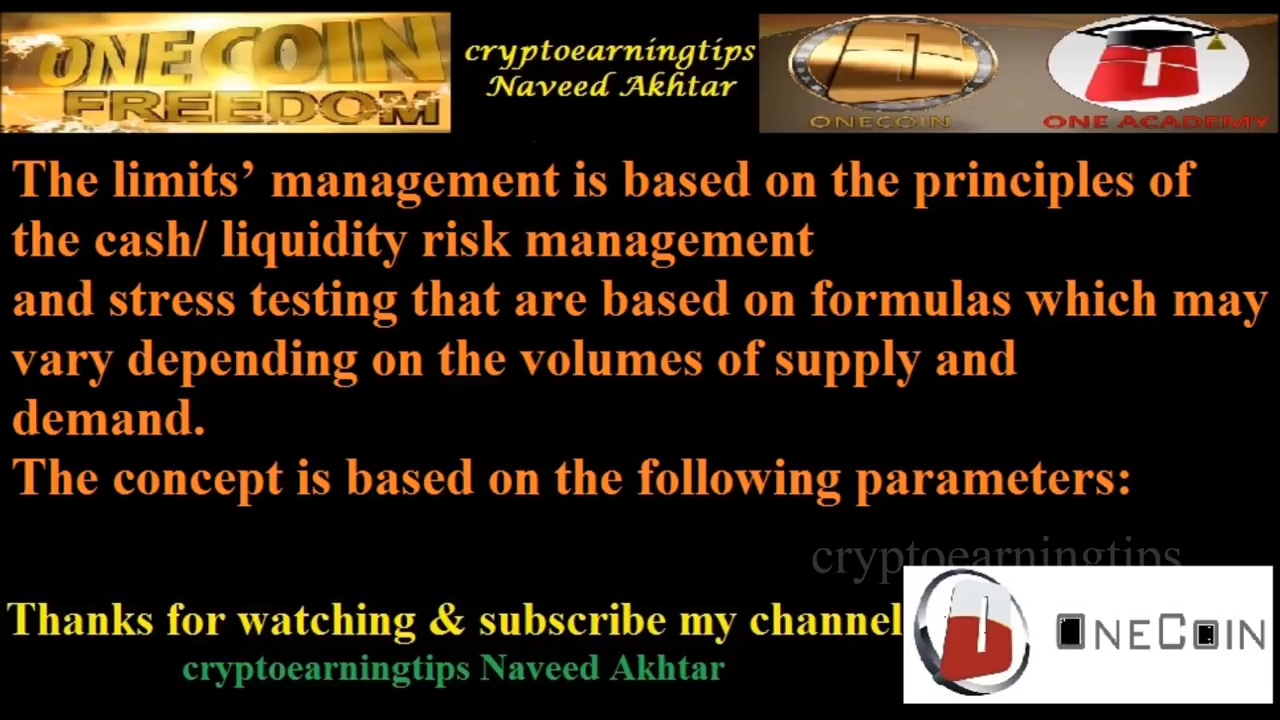 ONECOIN
FREEDOM
cryptoearningtips
Naveed Akhtar
ONECOIN
ONE ACADEMY
The limits’ management is based on the principles of
the cash/ liquidity risk management
and stress testing that are based on formulas which may
vary depending on the volumes of supply and
demand.
The concept is based on the following parameters:
cryptoearningtips
Thanks for watching & subscribe my channel
cryptoearningtips Naveed Akhtar
ONECOIN